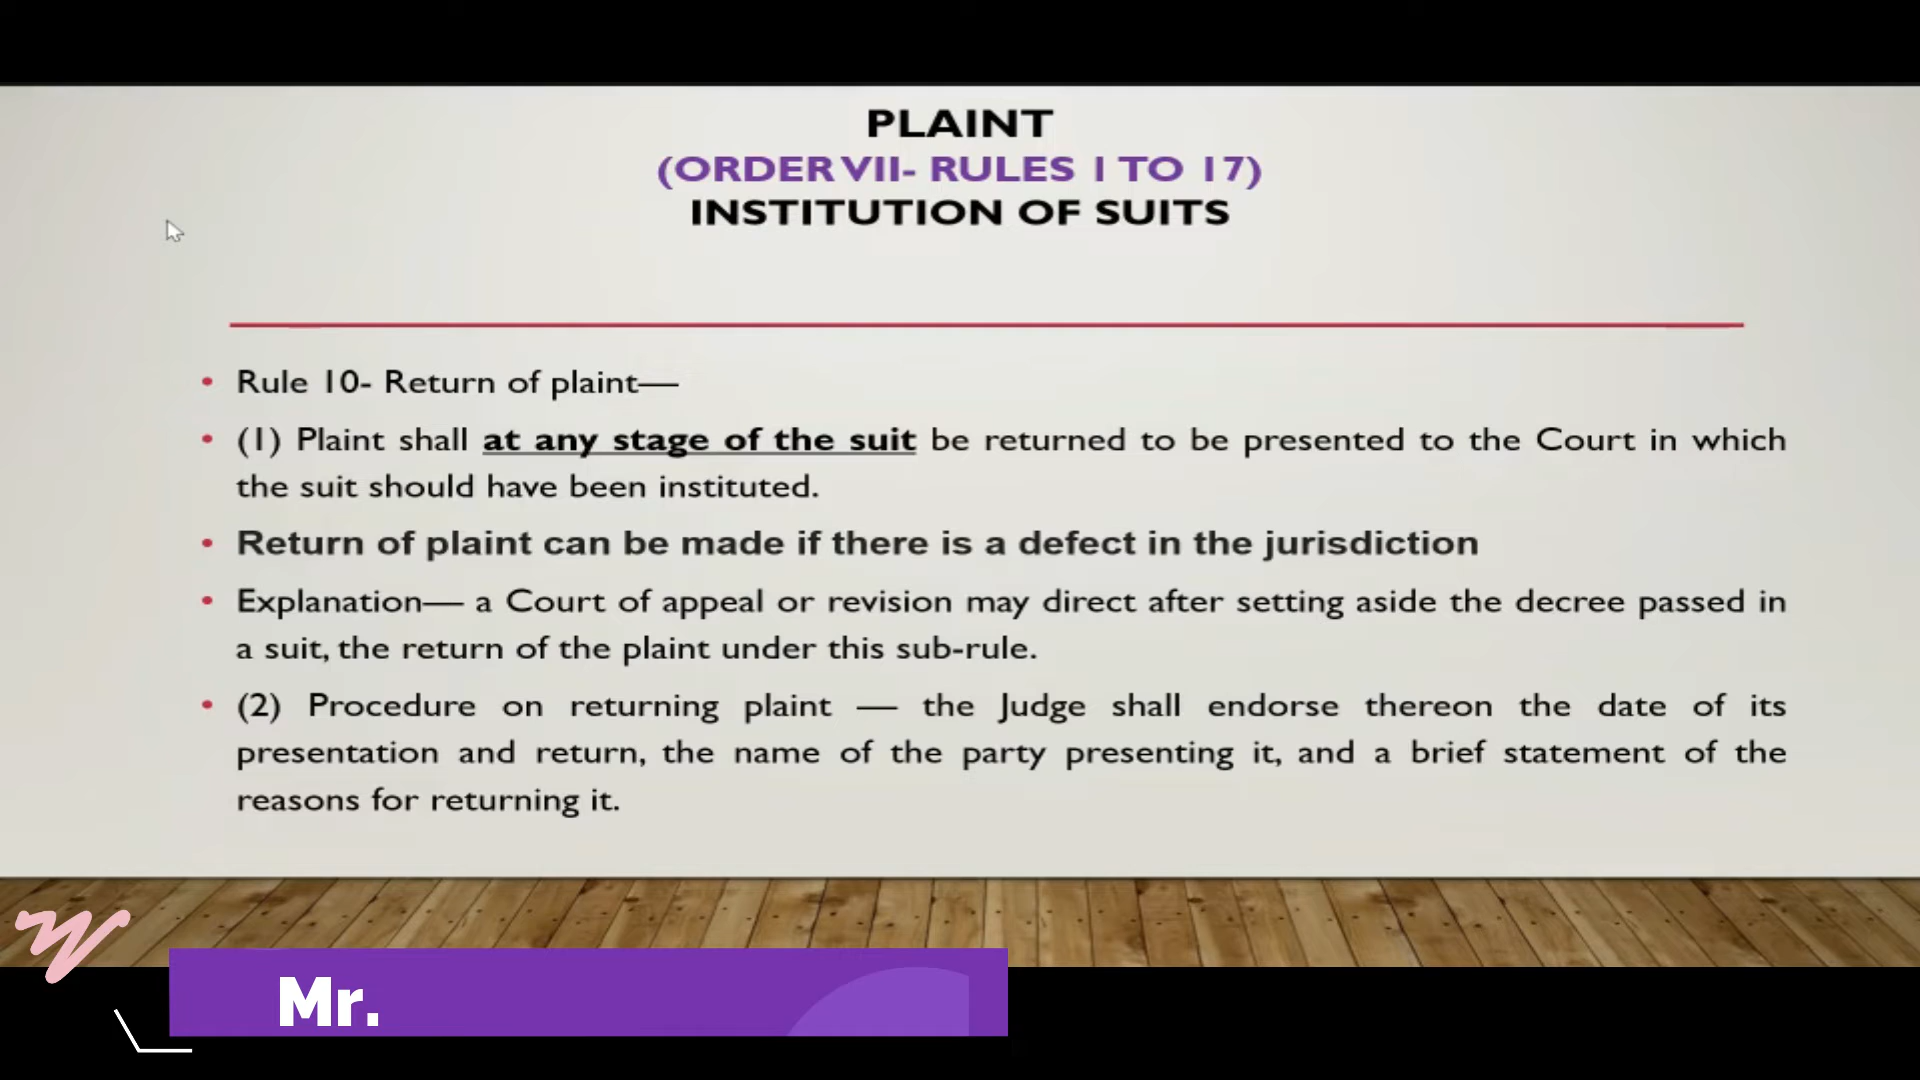 PLAINT
(ORDER VII- RULES 1 TO 17)
INSTITUTION OF SUITS
• Rule 10- Return of plaint—
• (1) Plaint shall at any stage of the suit be returned to be presented to the Court in which
the suit should have been instituted.
• Return of plaint can be made if there is a defect in the jurisdiction
• Explanation— a Court of appeal or revision may direct after setting aside the decree passed in
a suit, the return of the plaint under this sub-rule.
• (2) Procedure on returning plaint — the Judge shall endorse thereon the date of its
presentation and return, the name of the party presenting it, and a brief statement of the
reasons for returning it.
Mr.